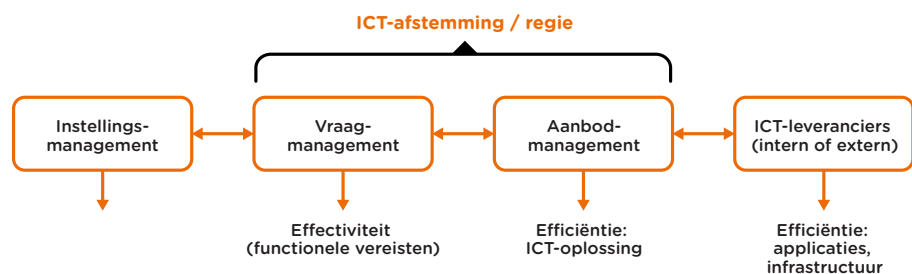 ICT-afstemming / regie
Instellings-
management
Vraag-
management
Aanbod-
management
ICT-leveranciers
(intern of extern)
Effectiviteit
(functionele vereisten)
Efficiëntie:
ICT-oplossing
Efficiëntie:
applicaties,
infrastructuur